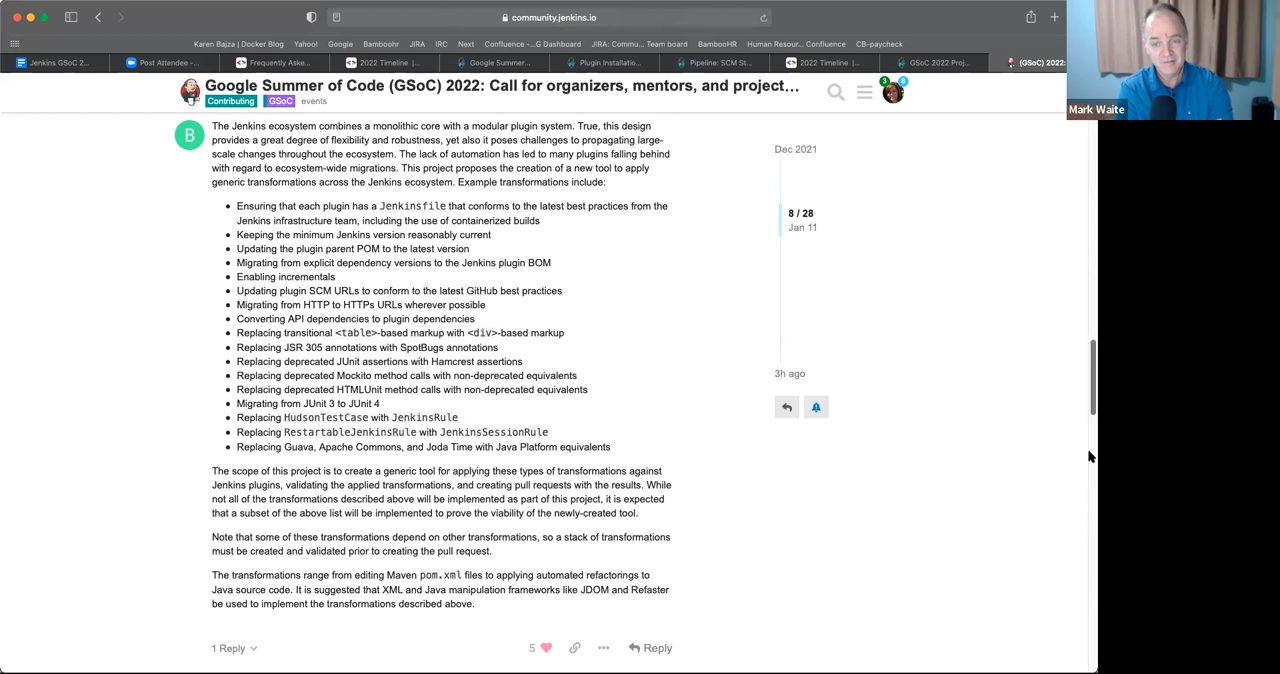 community.jenkins.io
Karen Bajza | Docker Blog Yahoo! Google Bamboohr JIRA IRC Next Confluence -...G Dashboard JIRA: Commu... Team board BambooHR Human Resour... Confluence CB-paycheck
Jenkins GSoC 2... Post Attendee -... Frequently Aske... 2022 Timeline |... Google Summer... Plugin Installatio... Pipeline: SCM St... 2022 Timeline |... GSoC 2022 Proj... (GSoC) 2022:
Google Summer of Code (GSoC) 2022: Call for organizers, mentors, and project...
Contributing GSoC events
3 8
Mark Waite
B
The Jenkins ecosystem combines a monolithic core with a modular plugin system. True, this design
provides a great degree of flexibility and robustness, yet also it poses challenges to propagating large-
scale changes throughout the ecosystem. The lack of automation has led to many plugins falling behind
with regard to ecosystem-wide migrations. This project proposes the creation of a new tool to apply
generic transformations across the Jenkins ecosystem. Example transformations include:
Ensuring that each plugin has a Jenkinsfile that conforms to the latest best practices from the
Jenkins infrastructure team, including the use of containerized builds
Keeping the minimum Jenkins version reasonably current
Updating the plugin parent POM to the latest version
Migrating from explicit dependency versions to the Jenkins plugin BOM
Enabling incrementals
Updating plugin SCM URLs to conform to the latest GitHub best practices
Migrating from HTTP to HTTPs URLs wherever possible
Converting API dependencies to plugin dependencies
Replacing transitional <table>-based markup with <div>-based markup
Replacing JSR 305 annotations with SpotBugs annotations
Replacing deprecated JUnit assertions with Hamcrest assertions
Replacing deprecated Mockito method calls with non-deprecated equivalents
Replacing deprecated HTMLUnit method calls with non-deprecated equivalents
Migrating from JUnit 3 to JUnit 4
Replacing HudsonTestCase with JenkinsRule
Replacing RestartableJenkinsRule with JenkinsSessionRule
Replacing Guava, Apache Commons, and Joda Time with Java Platform equivalents
The scope of this project is to create a generic tool for applying these types of transformations against
Jenkins plugins, validating the applied transformations, and creating pull requests with the results. While
not all of the transformations described above will be implemented as part of this project, it is expected
that a subset of the above list will be implemented to prove the viability of the newly-created tool.
Note that some of these transformations depend on other transformations, so a stack of transformations
must be created and validated prior to creating the pull request.
The transformations range from editing Maven pom.xml files to applying automated refactorings to
Java source code. It is suggested that XML and Java manipulation frameworks like JDOM and Refaster
be used to implement the transformations described above.
1 Reply 5 Reply
Dec 2021
8 / 28
Jan 11
3h ago